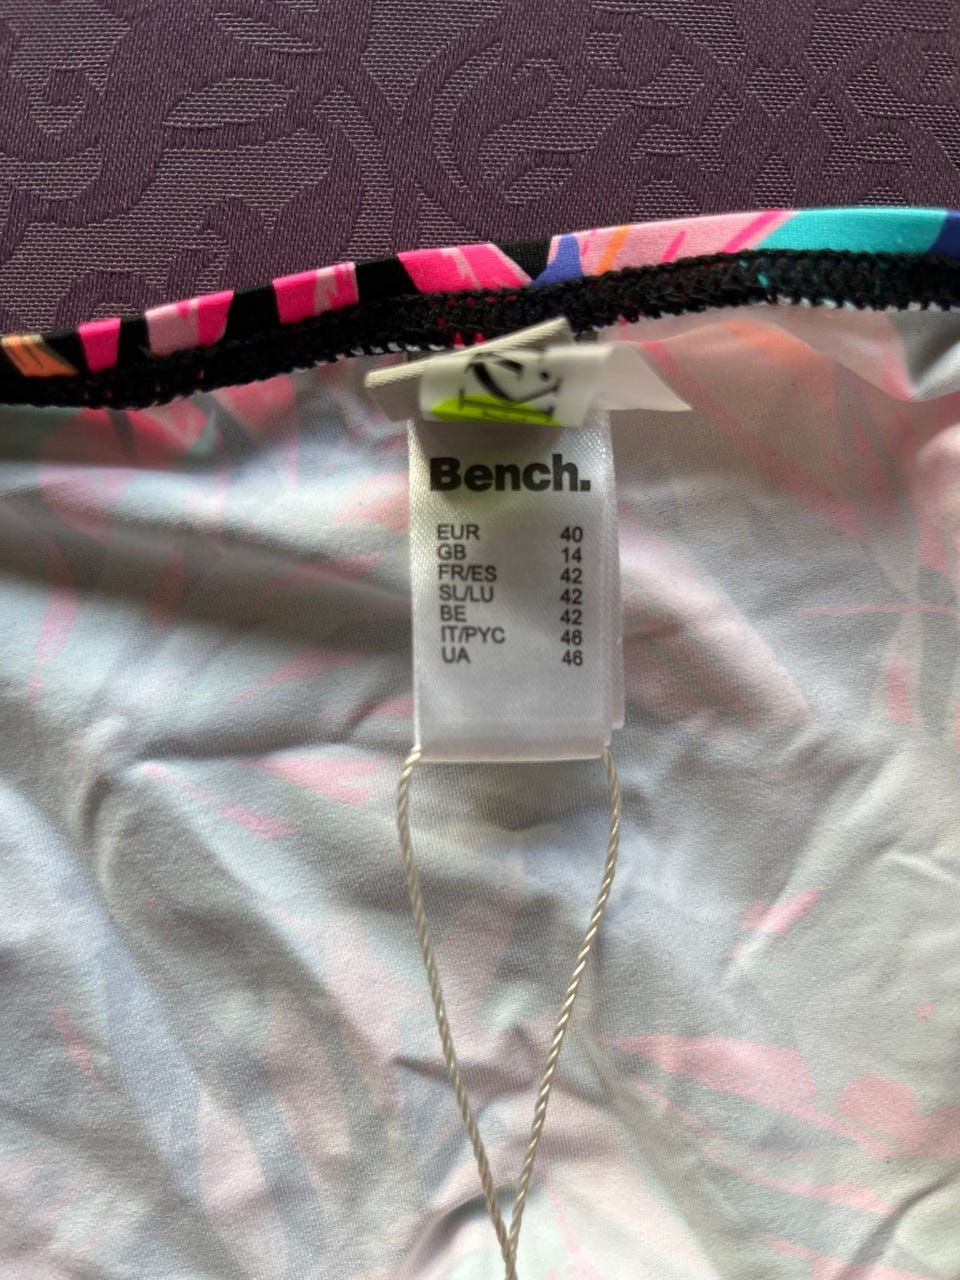 Bench.
EUR 40
GB 14
FR/ES 42
SL/LU 42
BE 42
IT/PYC 46
UA 46